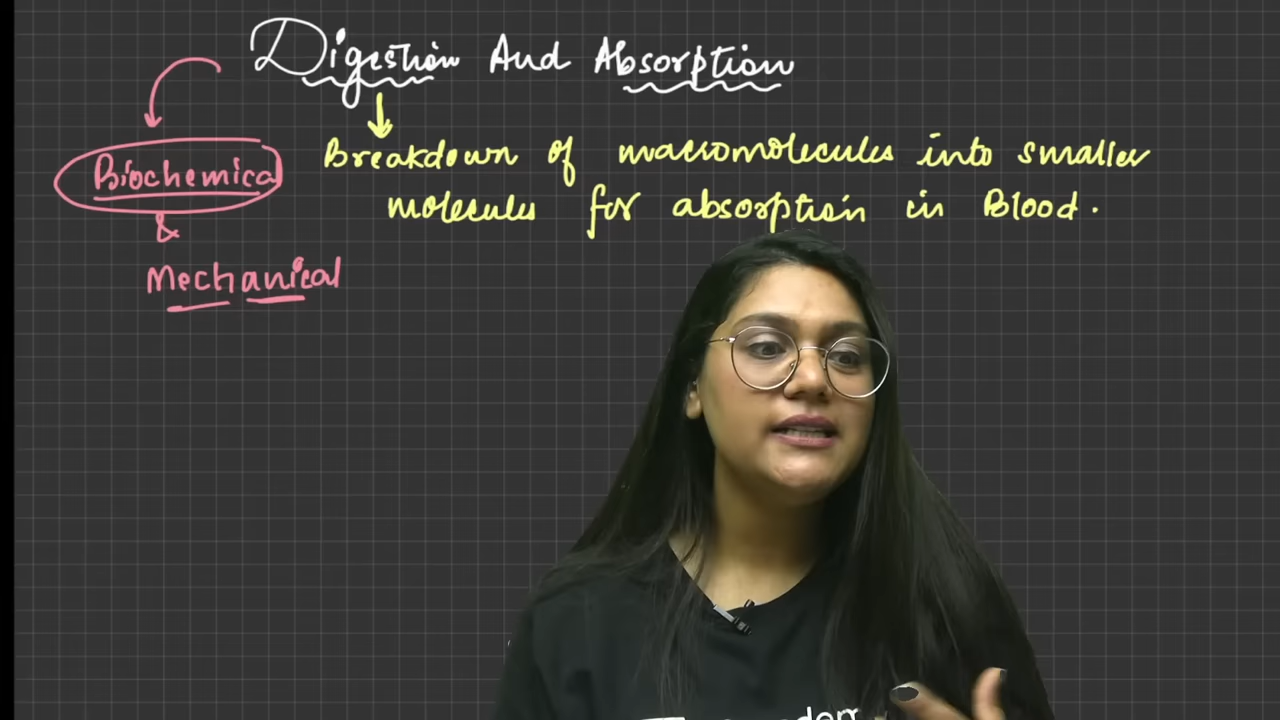 Digestion And Absorption
Biochemical
&
Mechanical
Breakdown of macromolecules into smaller
molecules for absorption in Blood.